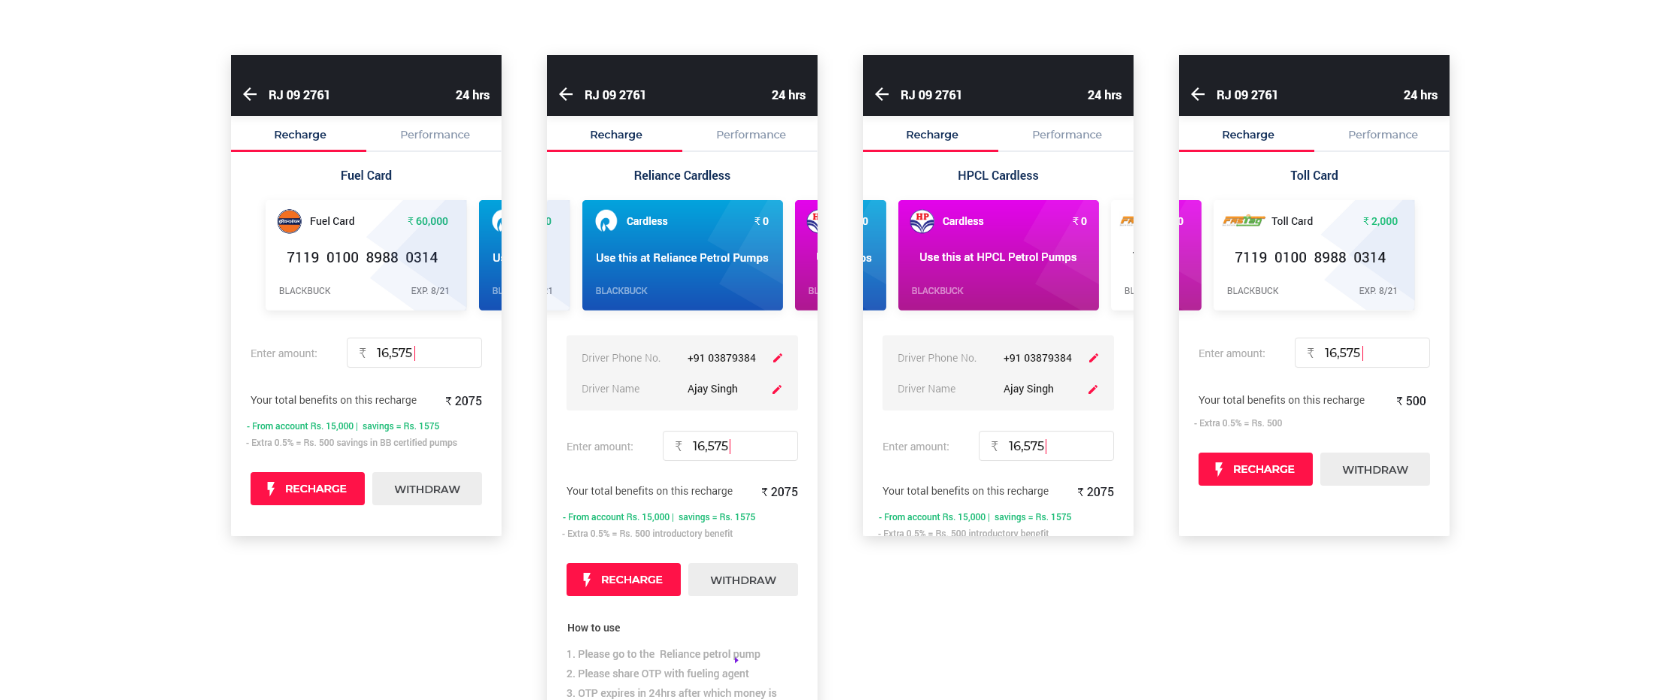 RJ 09 2761 24 hrs
Recharge Performance
Fuel Card
Fuel Card ₹ 60,000
7119 0100 8988 0314
BLACKBUCK EXP. 8/21
Us
BL
Enter amount: ₹ 16,575
Your total benefits on this recharge ₹ 2075
- From account Rs. 15,000 | savings = Rs. 1575
- Extra 0.5% = Rs. 500 savings in BB certified pumps
RECHARGE WITHDRAW
RJ 09 2761 24 hrs
Recharge Performance
Reliance Cardless
0
Cardless ₹ 0
Use this at Reliance Petrol Pumps
21 BLACKBUCK BL
Driver Phone No. +91 03879384
Driver Name Ajay Singh
Enter amount: ₹ 16,575
Your total benefits on this recharge ₹ 2075
- From account Rs. 15,000 | savings = Rs. 1575
- Extra 0.5% = Rs. 500 introductory benefit
RECHARGE WITHDRAW
How to use
1. Please go to the Reliance petrol pump
2. Please share OTP with fueling agent
3. OTP expires in 24hrs after which money is
RJ 09 2761 24 hrs
Recharge Performance
HPCL Cardless
0 HP Cardless ₹ 0
ps Use this at HPCL Petrol Pumps
BLACKBUCK BL
Driver Phone No. +91 03879384
Driver Name Ajay Singh
Enter amount: ₹ 16,575
Your total benefits on this recharge ₹ 2075
- From account Rs. 15,000 | savings = Rs. 1575
- Extra 0.5% = Rs. 500 introductory benefit
RJ 09 2761 24 hrs
Recharge Performance
Toll Card
0 FASTag Toll Card ₹ 2,000
7119 0100 8988 0314
BLACKBUCK EXP. 8/21
Enter amount: ₹ 16,575
Your total benefits on this recharge ₹ 500
- Extra 0.5% = Rs. 500
RECHARGE WITHDRAW